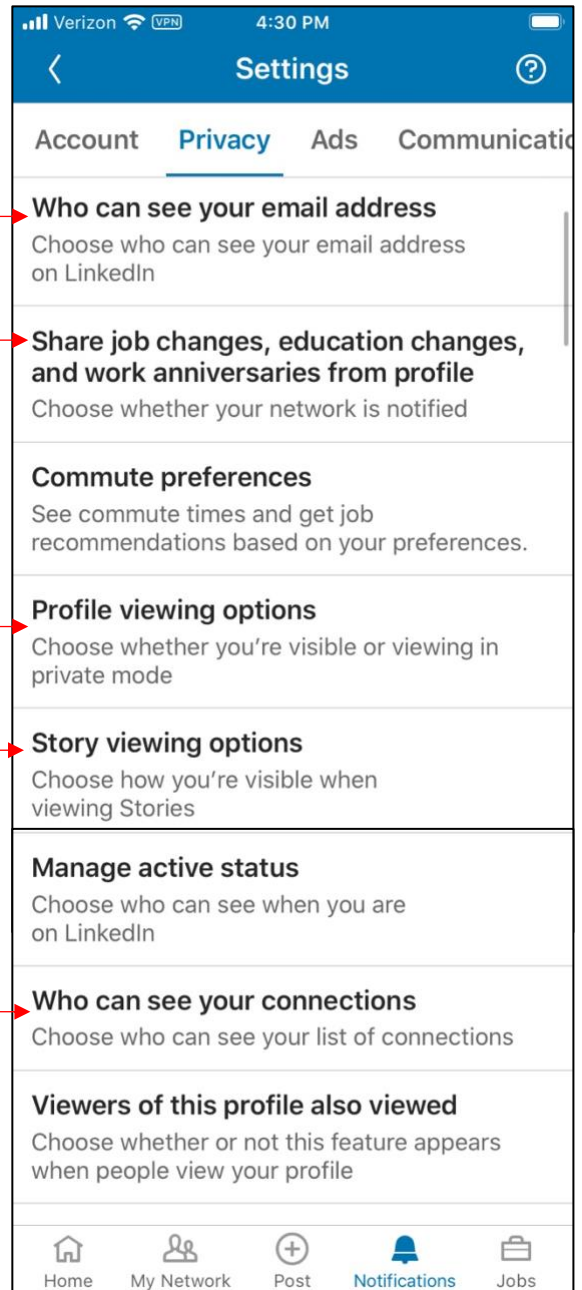 Verizon VPN 4:30 PM
Settings
Account Privacy Ads Communicatio
Who can see your email address
Choose who can see your email address
on LinkedIn
Share job changes, education changes,
and work anniversaries from profile
Choose whether your network is notified
Commute preferences
See commute times and get job
recommendations based on your preferences.
Profile viewing options
Choose whether you're visible or viewing in
private mode
Story viewing options
Choose how you're visible when
viewing Stories
Manage active status
Choose who can see when you are
on LinkedIn
Who can see your connections
Choose who can see your list of connections
Viewers of this profile also viewed
Choose whether or not this feature appears
when people view your profile
Home My Network Post Notifications Jobs